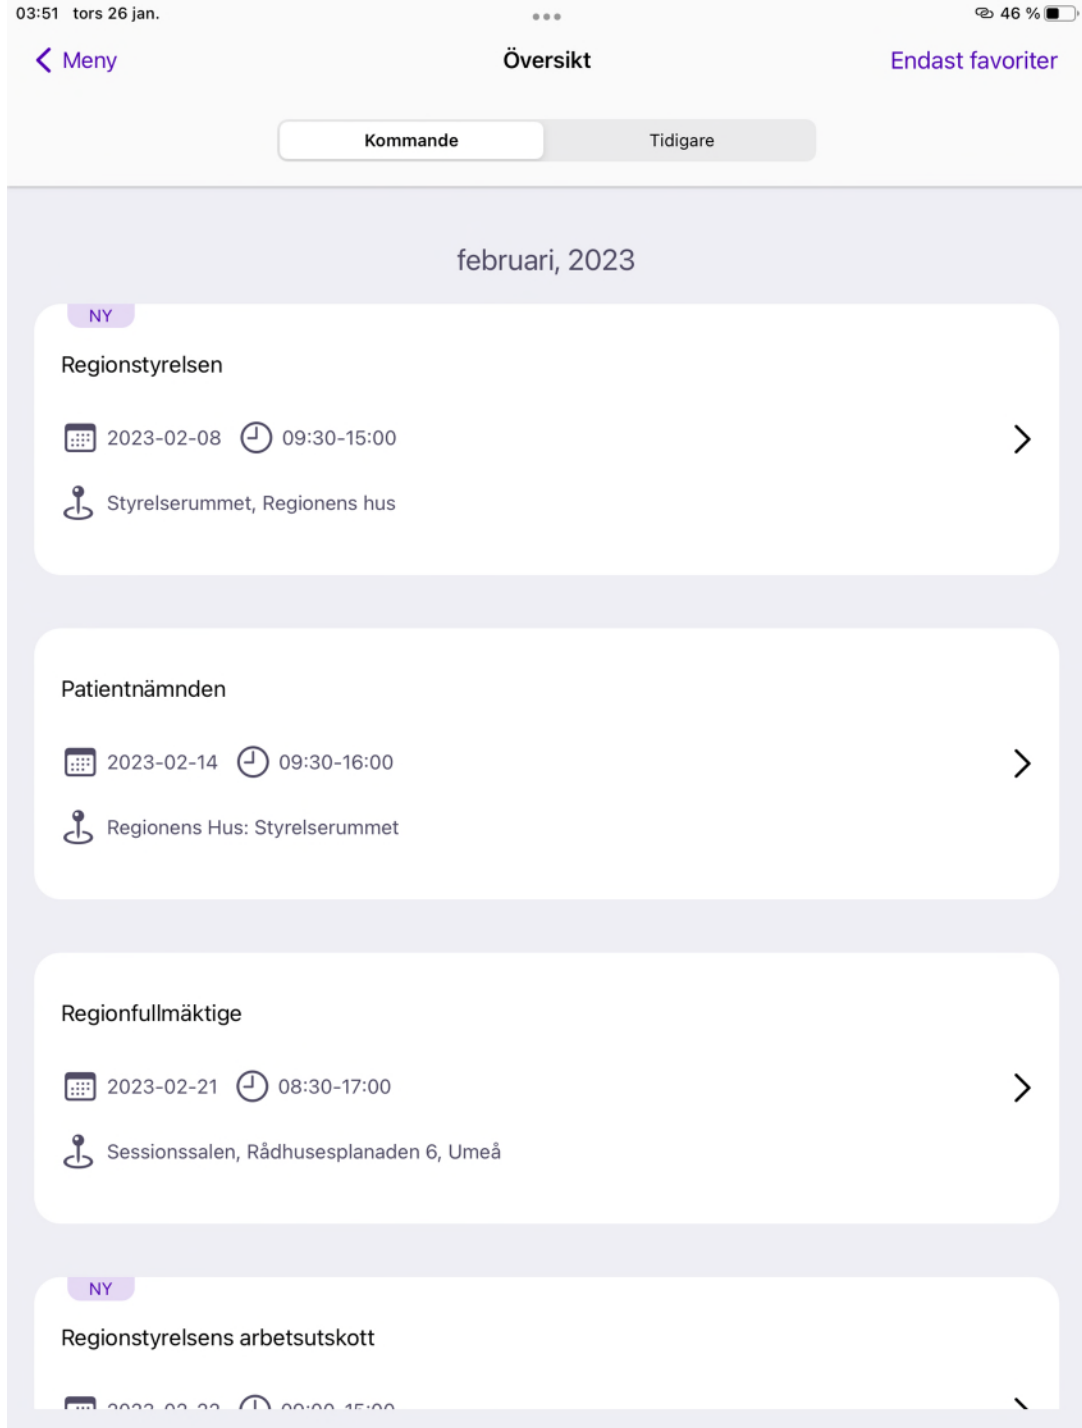 03:51 tors 26 jan.
46 %
Meny
Översikt
Endast favoriter
Kommande
Tidigare
februari, 2023
NY
Regionstyrelsen
2023-02-08 09:30-15:00
Styrelserummet, Regionens hus
Patientnämnden
2023-02-14 09:30-16:00
Regionens Hus: Styrelserummet
Regionfullmäktige
2023-02-21 08:30-17:00
Sessionssalen, Rådhusesplanaden 6, Umeå
NY
Regionstyrelsens arbetsutskott